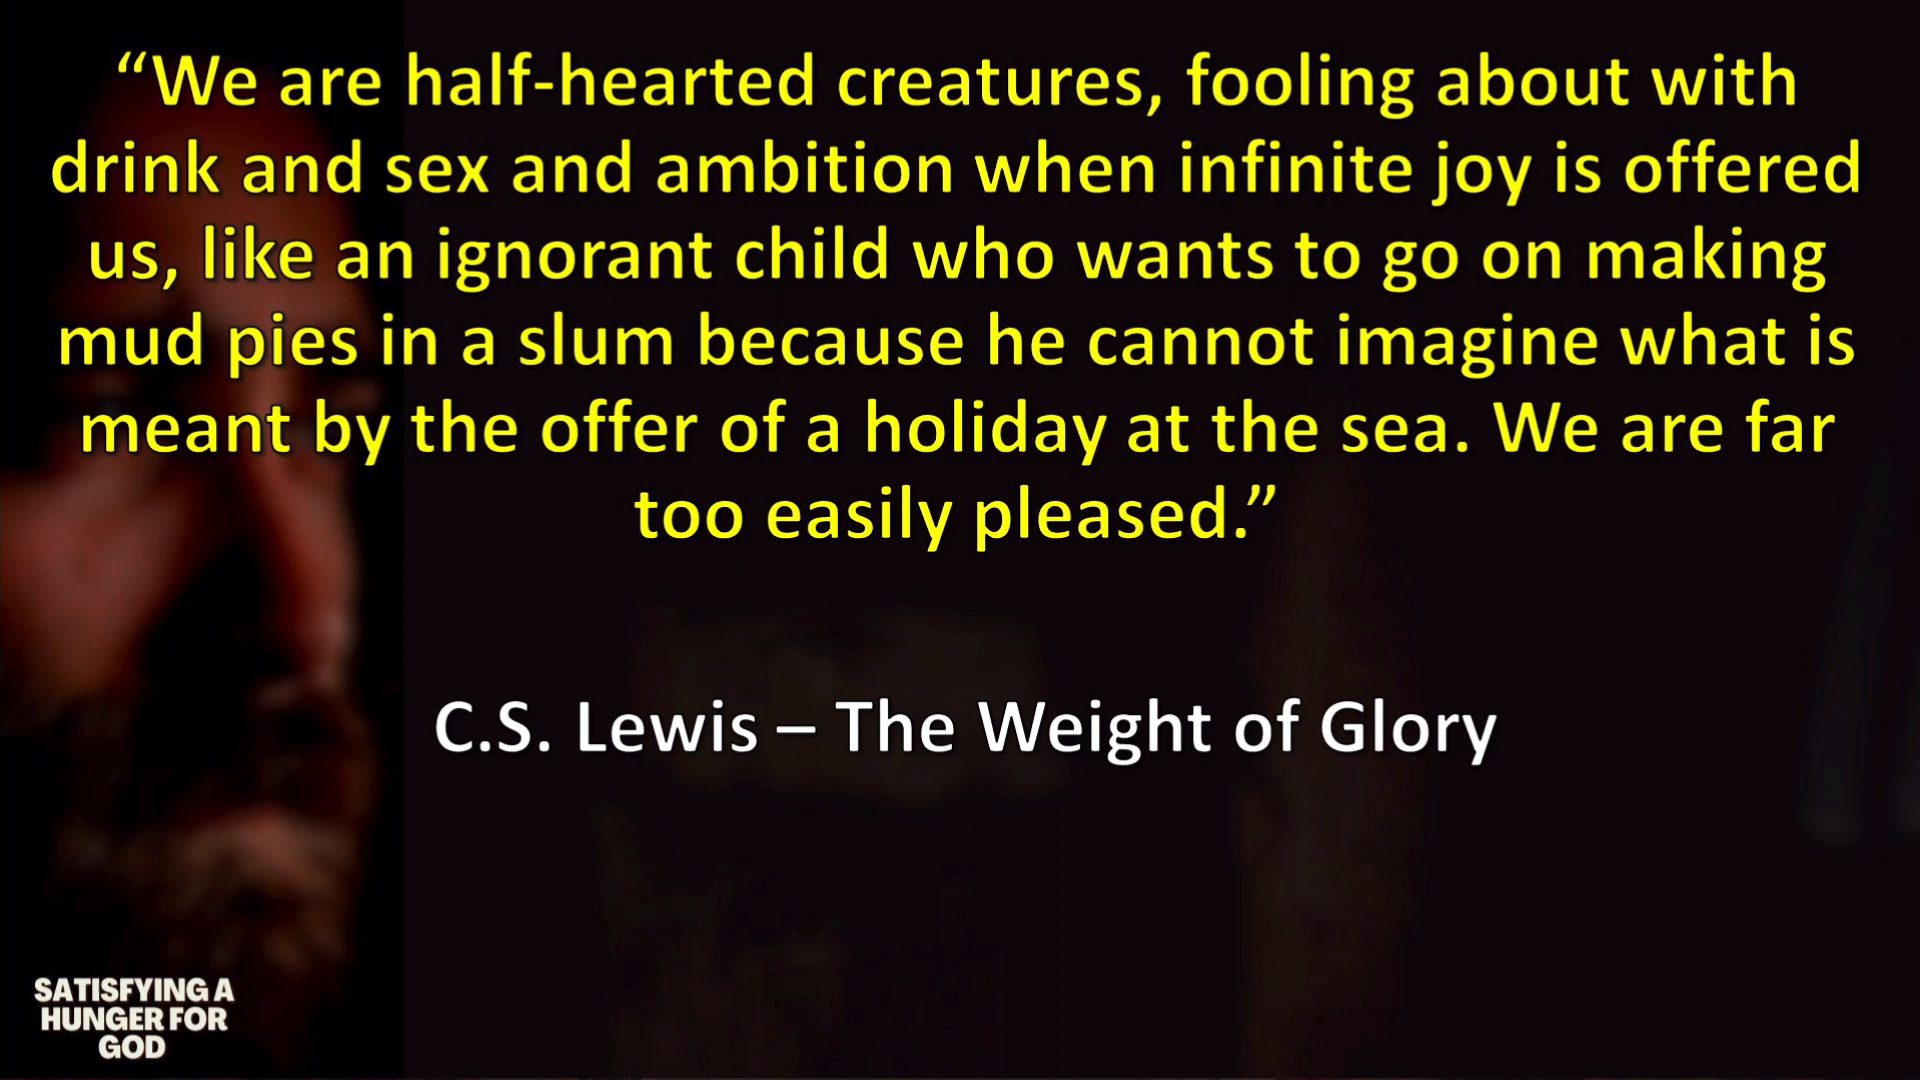 “We are half-hearted creatures, fooling about with
drink and sex and ambition when infinite joy is offered
us, like an ignorant child who wants to go on making
mud pies in a slum because he cannot imagine what is
meant by the offer of a holiday at the sea. We are far
too easily pleased.”
C.S. Lewis – The Weight of Glory
SATISFYING A
HUNGER FOR
GOD